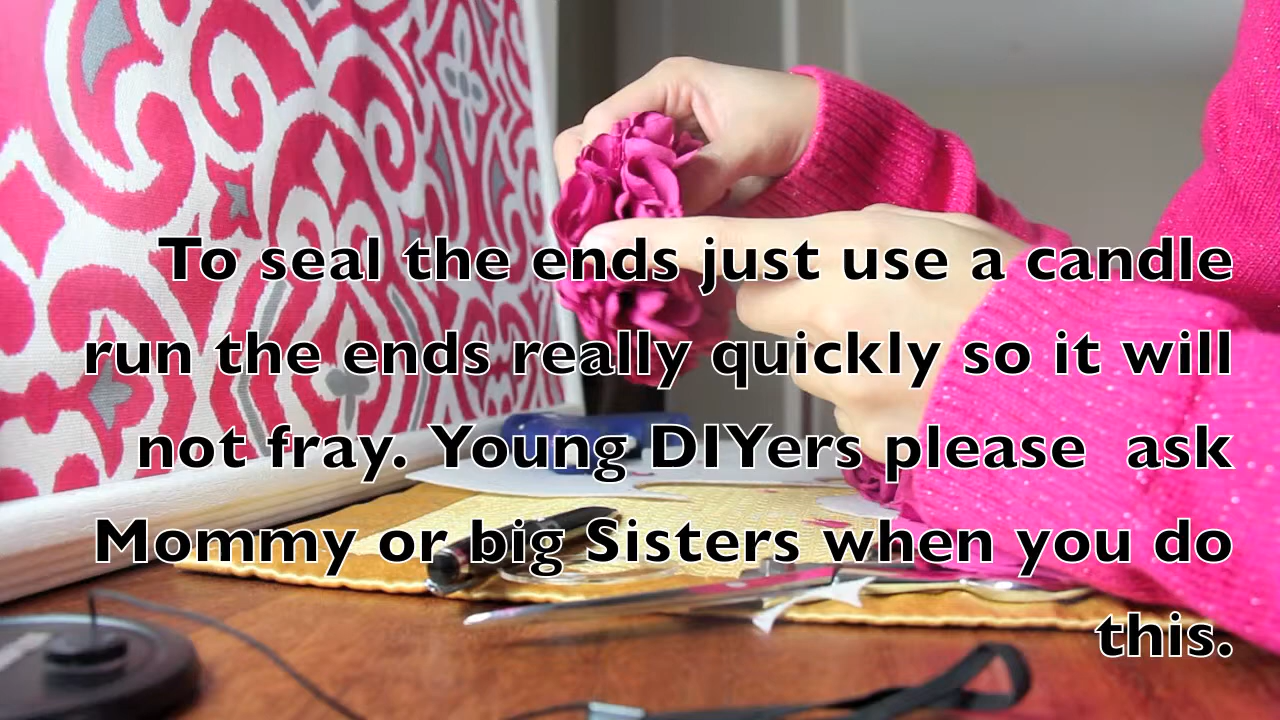 To seal the ends just use a candle
run the ends really quickly so it will
not fray. Young DIYers please  ask
Mommy or big Sisters when you do
this.